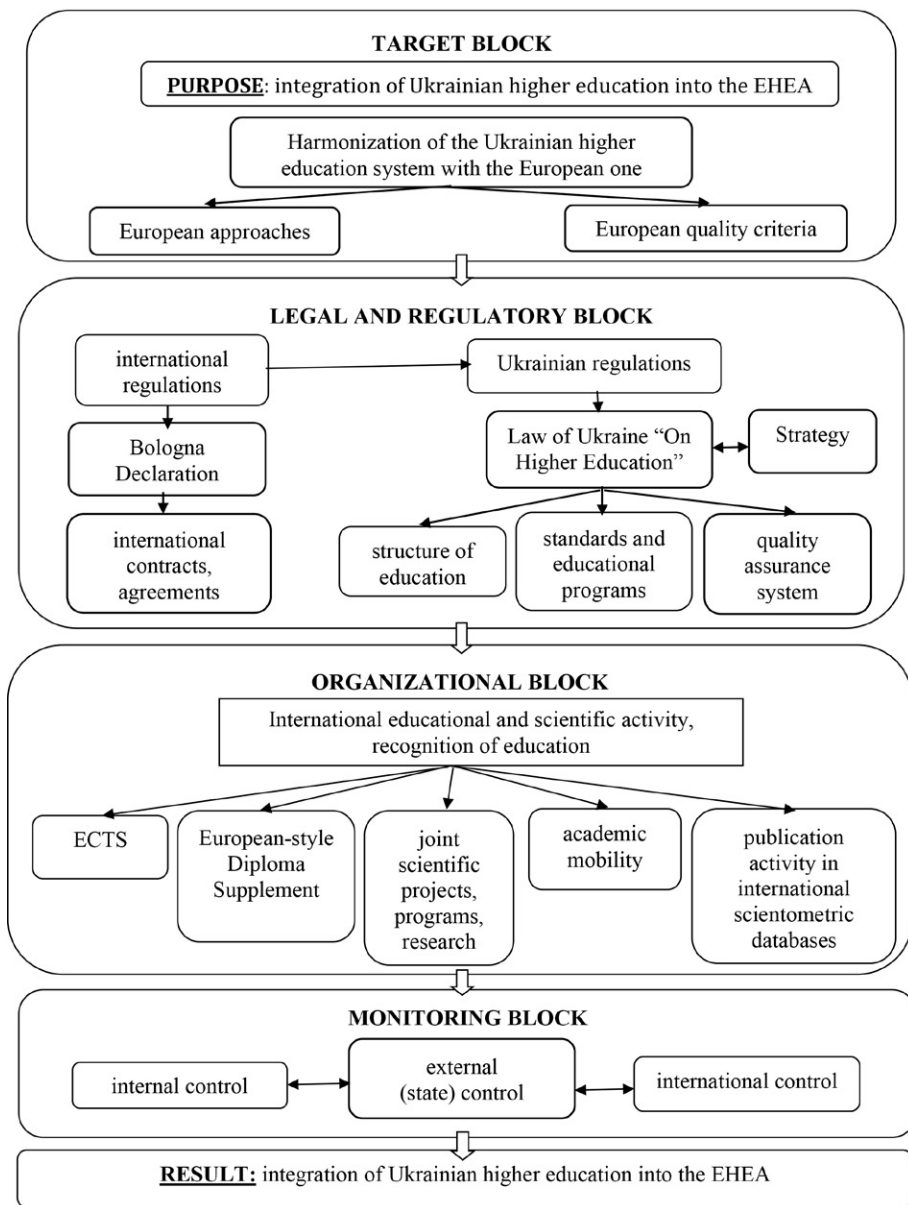 TARGET BLOCK
PURPOSE: integration of Ukrainian higher education into the EHEA
Harmonization of the Ukrainian higher
education system with the European one
European approaches
European quality criteria
LEGAL AND REGULATORY BLOCK
international
regulations
Ukrainian regulations
Bologna
Declaration
Law of Ukraine “On
Higher Education”
Strategy
international
contracts,
agreements
structure of
education
standards and
educational
programs
quality
assurance
system
ORGANIZATIONAL BLOCK
International educational and scientific activity,
recognition of education
ECTS
European-style
Diploma
Supplement
joint
scientific
projects,
programs,
research
academic
mobility
publication
activity in
international
scientometric
databases
MONITORING BLOCK
internal control
external
(state) control
international control
RESULT: integration of Ukrainian higher education into the EHEA